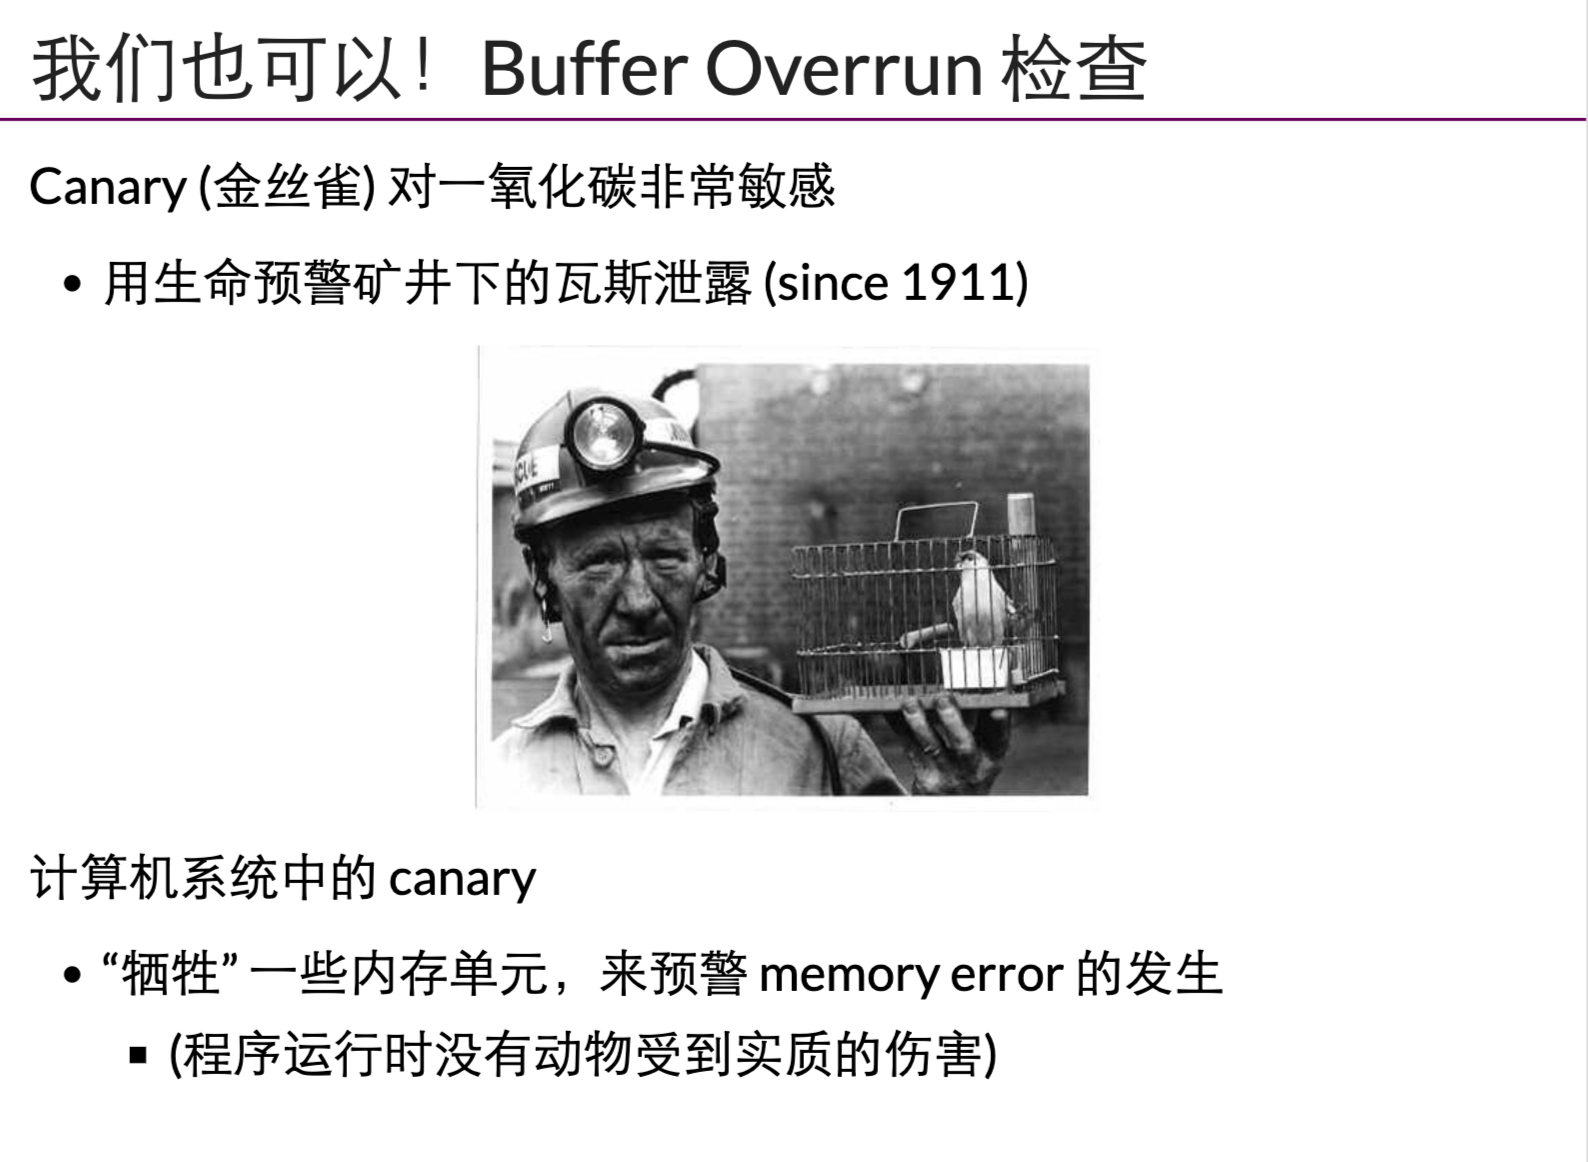 我们也可以！Buffer Overrun 检查
Canary (金丝雀) 对一氧化碳非常敏感
• 用生命预警矿井下的瓦斯泄露 (since 1911)
计算机系统中的 canary
• “牺牲” 一些内存单元，来预警 memory error 的发生
▪ (程序运行时没有动物受到实质的伤害)